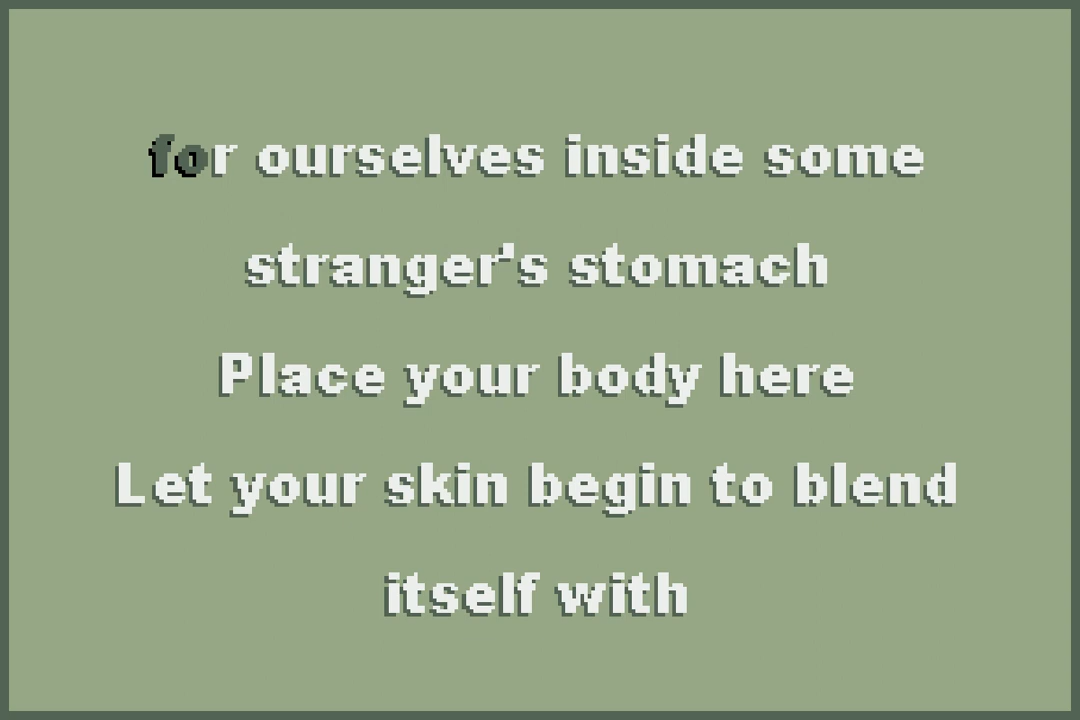 for ourselves inside some
stranger's stomach
Place your body here
Let your skin begin to blend
itself with